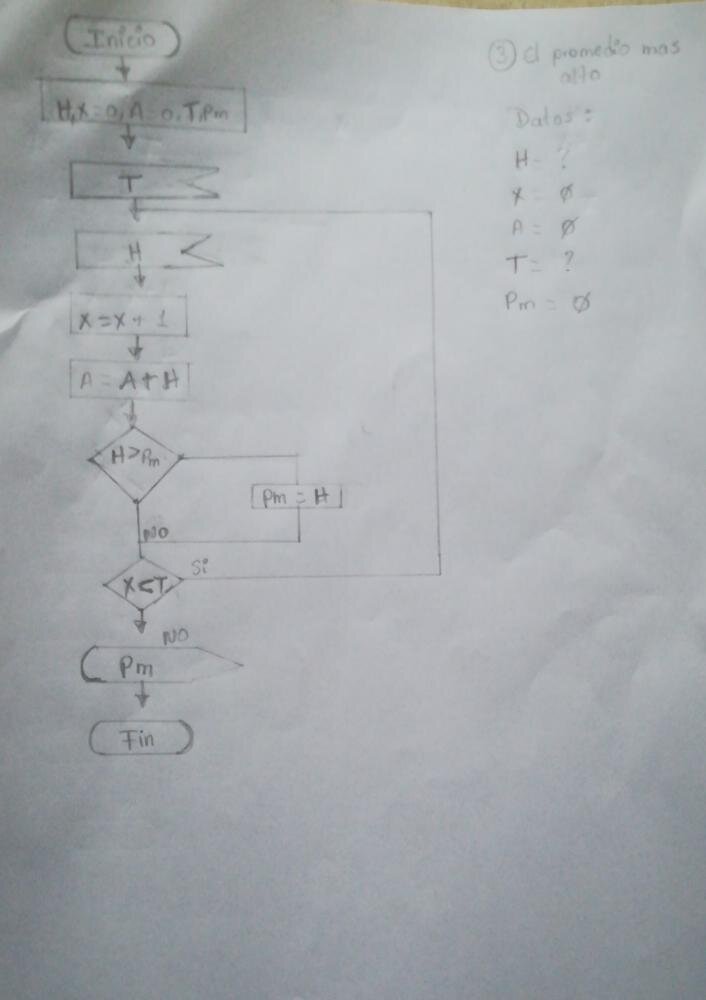 Inicio
H, X=0, A=0, T, Pm
T
H
X=X+1
A=A+H
H>Pm
Pm = H
NO
X<T
Si
NO
Pm
Fin
③ El promedio mas
alto
Datos:
H = ?
X = Ø
A = Ø
T = ?
Pm = Ø